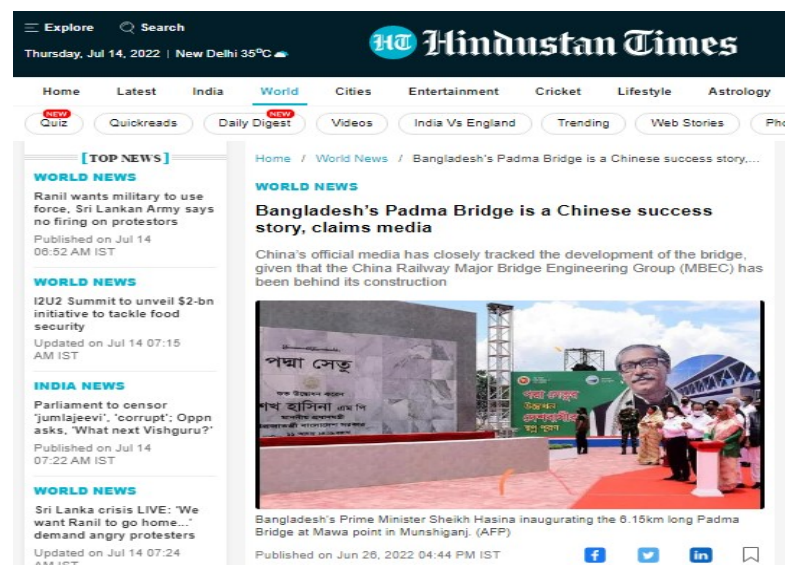 Explore Search
Thursday, Jul 14, 2022 | New Delhi 35°C
HT Hindustan Times
Home Latest India World Cities Entertainment Cricket Lifestyle Astrology
NEW NEW
Quiz Quickreads Daily Digest Videos India Vs England Trending Web Stories Pho
[TOP NEWS]
WORLD NEWS
Ranil wants military to use
force, Sri Lankan Army says
no firing on protestors
Published on Jul 14
06:52 AM IST
WORLD NEWS
I2U2 Summit to unveil $2-bn
initiative to tackle food
security
Updated on Jul 14 07:15
AM IST
INDIA NEWS
Parliament to censor
'jumlajeevi', 'corrupt'; Oppn
asks, 'What next Vishguru?'
Published on Jul 14
07:22 AM IST
WORLD NEWS
Sri Lanka crisis LIVE: 'We
want Ranil to go home...'
demand angry protesters
Updated on Jul 14 07:24
AM IST
Home / World News / Bangladesh's Padma Bridge is a Chinese success story,...
WORLD NEWS
Bangladesh's Padma Bridge is a Chinese success
story, claims media
China's official media has closely tracked the development of the bridge,
given that the China Railway Major Bridge Engineering Group (MBEC) has
been behind its construction
পদ্মা সেতু
শুভ উদ্বোধন করেন
শেখ হাসিনা এমপি
পদ্মা সেতুর
উদ্বোধন
Bangladesh's Prime Minister Sheikh Hasina inaugurating the 6.15km long Padma
Bridge at Mawa point in Munshiganj. (AFP)
Published on Jun 26, 2022 04:44 PM IST